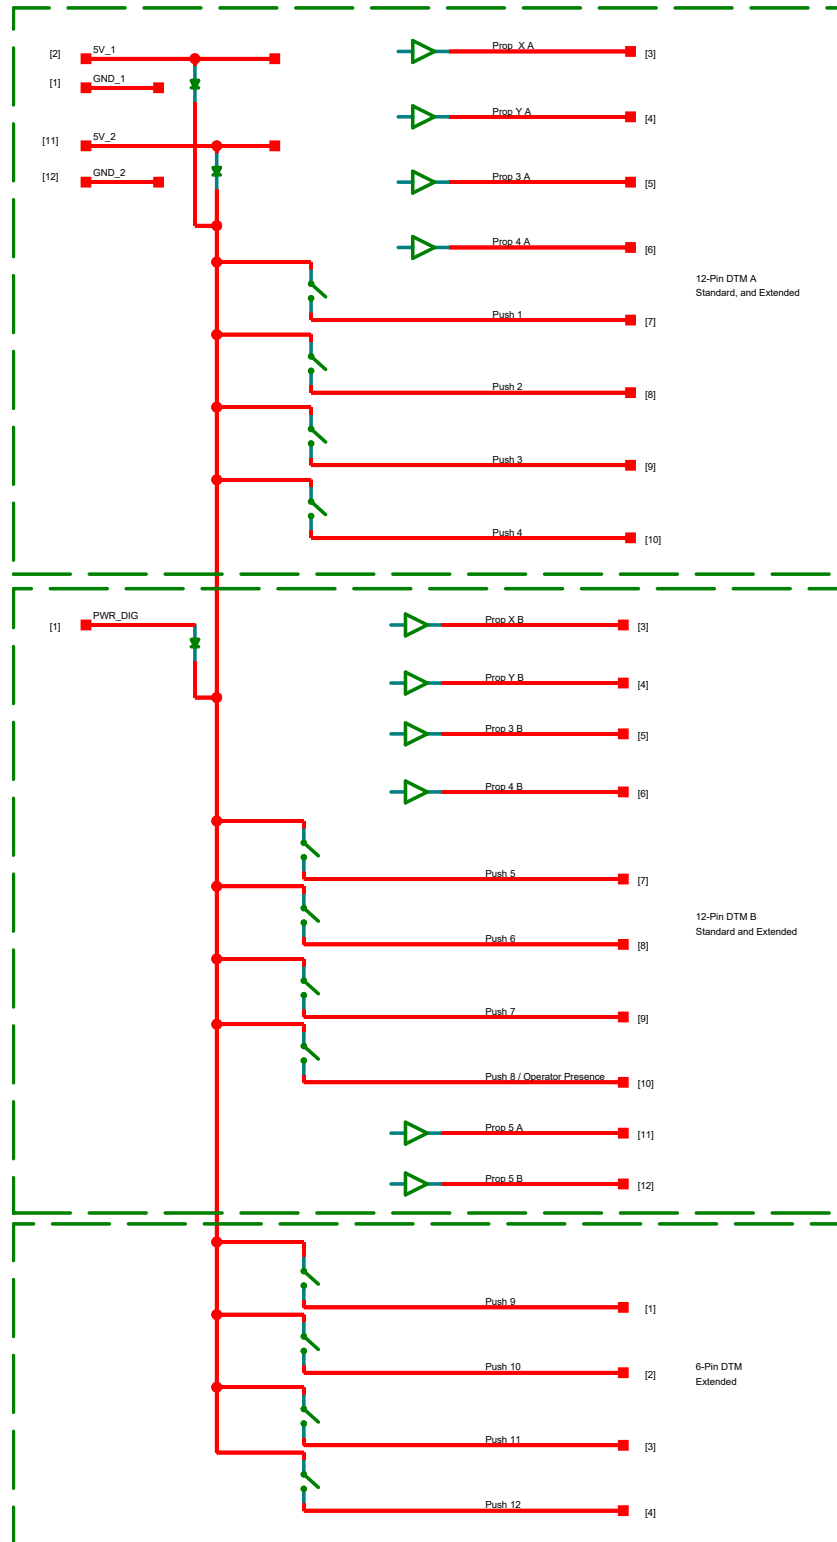 [2] 5V_1
[1] GND_1
[11] 5V_2
[12] GND_2
Prop X A [3]
Prop Y A [4]
Prop 3 A [5]
Prop 4 A [6]
12-Pin DTM A
Standard, and Extended
Push 1 [7]
Push 2 [8]
Push 3 [9]
Push 4 [10]
[1] PWR_DIG
Prop X B [3]
Prop Y B [4]
Prop 3 B [5]
Prop 4 B [6]
Push 5 [7]
12-Pin DTM B
Standard and Extended
Push 6 [8]
Push 7 [9]
Push 8 / Operator Presence [10]
Prop 5 A [11]
Prop 5 B [12]
Push 9 [1]
6-Pin DTM
Extended
Push 10 [2]
Push 11 [3]
Push 12 [4]